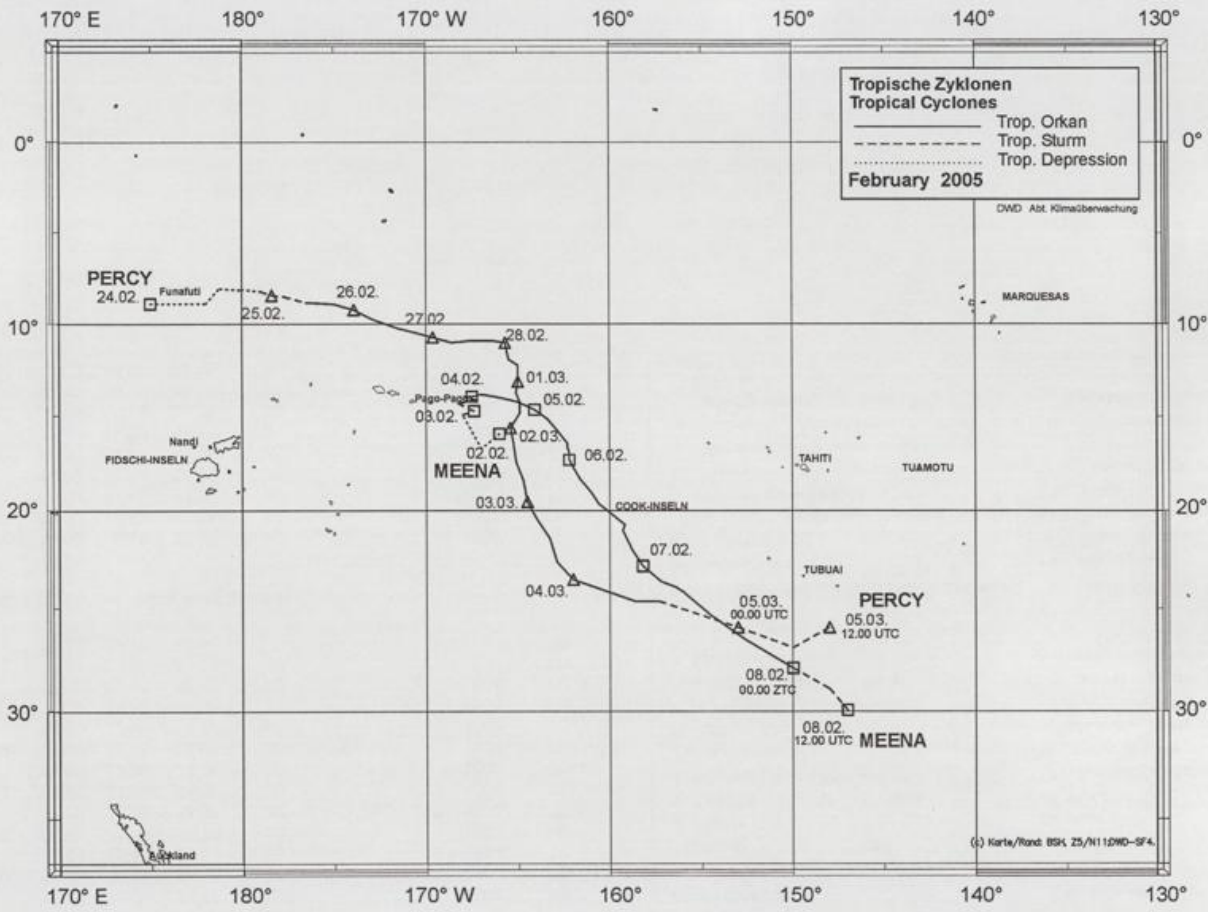 170° E 180° 170° W 160° 150° 140° 130°
Tropische Zyklonen
Tropical Cyclones
Trop. Orkan
Trop. Sturm
Trop. Depression
February 2005
DWD Abt. Klimaüberwachung
0° 0°
PERCY
24.02.
Funafuti
25.02.
26.02.
27.02
28.02.
MARQUESAS
10° 10°
04.02.
01.03.
Pago-Pago
03.02.
05.02.
02.02.
02.03.
MEENA
06.02.
Nandi
FIDSCHI-INSELN
TAHITI
TUAMOTU
03.03.
COOK-INSELN
20° 20°
07.02.
04.03.
TUBUAI
05.03.
00.00 UTC
PERCY
05.03.
12.00 UTC
08.02.
00.00 ZTC
30° 30°
08.02.
12.00 UTC MEENA
Auckland
(c) Karte/Rand: BSH, Z5/N11;DWD-SF4.
170° E 180° 170° W 160° 150° 140° 130°